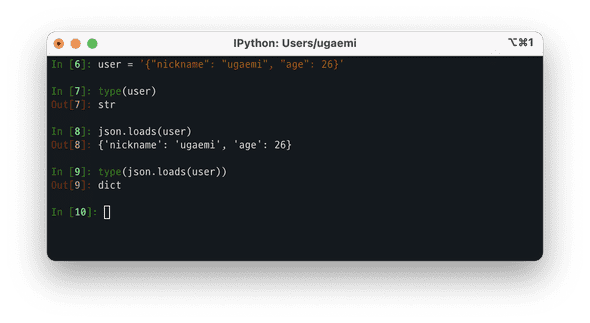 IPython: Users/ugaemi
⌥⌘1
In [6]: user = '{"nickname": "ugaemi", "age": 26}'
In [7]: type(user)
Out[7]: str
In [8]: json.loads(user)
Out[8]: {'nickname': 'ugaemi', 'age': 26}
In [9]: type(json.loads(user))
Out[9]: dict
In [10]: